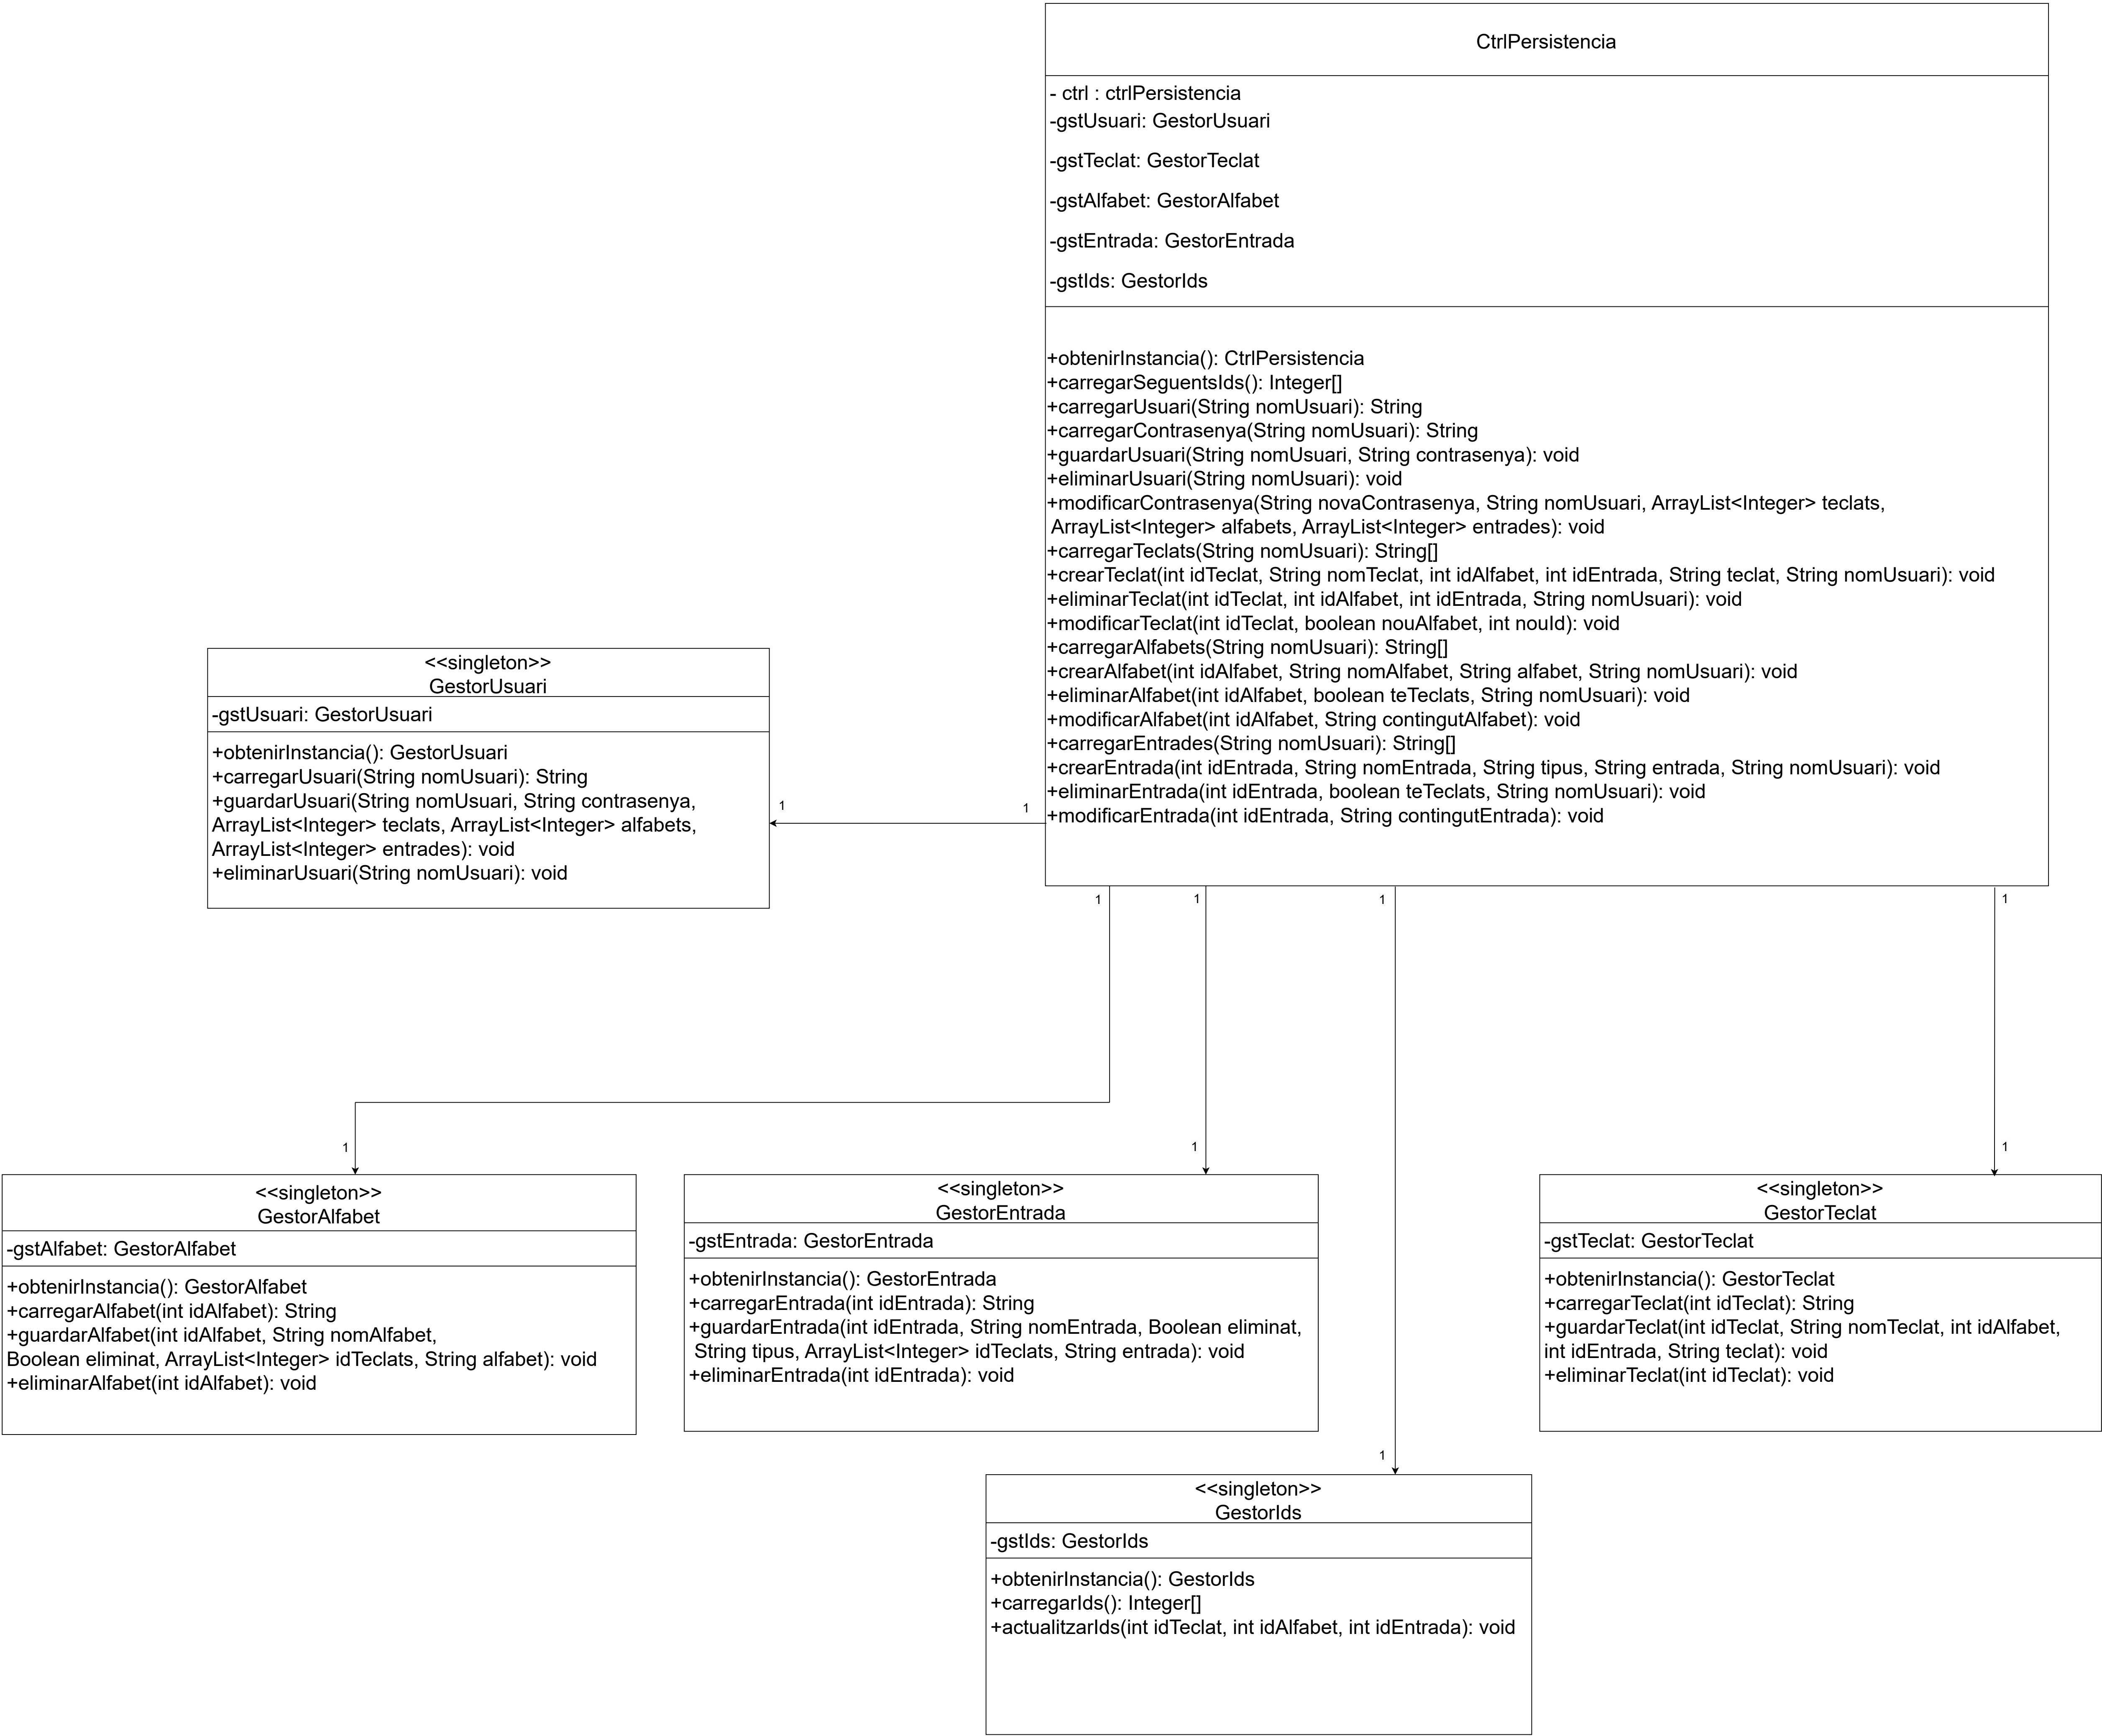 CtrlPersistencia
- ctrl : ctrlPersistencia
-gstUsuari: GestorUsuari
-gstTeclat: GestorTeclat
-gstAlfabet: GestorAlfabet
-gstEntrada: GestorEntrada
-gstIds: GestorIds
+obtenirInstancia(): CtrlPersistencia
+carregarSeguentsIds(): Integer[]
+carregarUsuari(String nomUsuari): String
+carregarContrasenya(String nomUsuari): String
+guardarUsuari(String nomUsuari, String contrasenya): void
+eliminarUsuari(String nomUsuari): void
+modificarContrasenya(String novaContrasenya, String nomUsuari, ArrayList<Integer> teclats,
ArrayList<Integer> alfabets, ArrayList<Integer> entrades): void
+carregarTeclats(String nomUsuari): String[]
+crearTeclat(int idTeclat, String nomTeclat, int idAlfabet, int idEntrada, String teclat, String nomUsuari): void
+eliminarTeclat(int idTeclat, int idAlfabet, int idEntrada, String nomUsuari): void
+modificarTeclat(int idTeclat, boolean nouAlfabet, int nouId): void
+carregarAlfabets(String nomUsuari): String[]
+crearAlfabet(int idAlfabet, String nomAlfabet, String alfabet, String nomUsuari): void
+eliminarAlfabet(int idAlfabet, boolean teTeclats, String nomUsuari): void
+modificarAlfabet(int idAlfabet, String contingutAlfabet): void
+carregarEntrades(String nomUsuari): String[]
+crearEntrada(int idEntrada, String nomEntrada, String tipus, String entrada, String nomUsuari): void
+eliminarEntrada(int idEntrada, boolean teTeclats, String nomUsuari): void
+modificarEntrada(int idEntrada, String contingutEntrada): void
<<singleton>>
GestorUsuari
-gstUsuari: GestorUsuari
+obtenirInstancia(): GestorUsuari
+carregarUsuari(String nomUsuari): String
+guardarUsuari(String nomUsuari, String contrasenya,
ArrayList<Integer> teclats, ArrayList<Integer> alfabets,
ArrayList<Integer> entrades): void
+eliminarUsuari(String nomUsuari): void
1
1
1
1
1
1
1
1
1
1
<<singleton>>
GestorAlfabet
-gstAlfabet: GestorAlfabet
+obtenirInstancia(): GestorAlfabet
+carregarAlfabet(int idAlfabet): String
+guardarAlfabet(int idAlfabet, String nomAlfabet,
Boolean eliminat, ArrayList<Integer> idTeclats, String alfabet): void
+eliminarAlfabet(int idAlfabet): void
<<singleton>>
GestorEntrada
-gstEntrada: GestorEntrada
+obtenirInstancia(): GestorEntrada
+carregarEntrada(int idEntrada): String
+guardarEntrada(int idEntrada, String nomEntrada, Boolean eliminat,
String tipus, ArrayList<Integer> idTeclats, String entrada): void
+eliminarEntrada(int idEntrada): void
<<singleton>>
GestorTeclat
-gstTeclat: GestorTeclat
+obtenirInstancia(): GestorTeclat
+carregarTeclat(int idTeclat): String
+guardarTeclat(int idTeclat, String nomTeclat, int idAlfabet,
int idEntrada, String teclat): void
+eliminarTeclat(int idTeclat): void
<<singleton>>
GestorIds
-gstIds: GestorIds
+obtenirInstancia(): GestorIds
+carregarIds(): Integer[]
+actualitzarIds(int idTeclat, int idAlfabet, int idEntrada): void